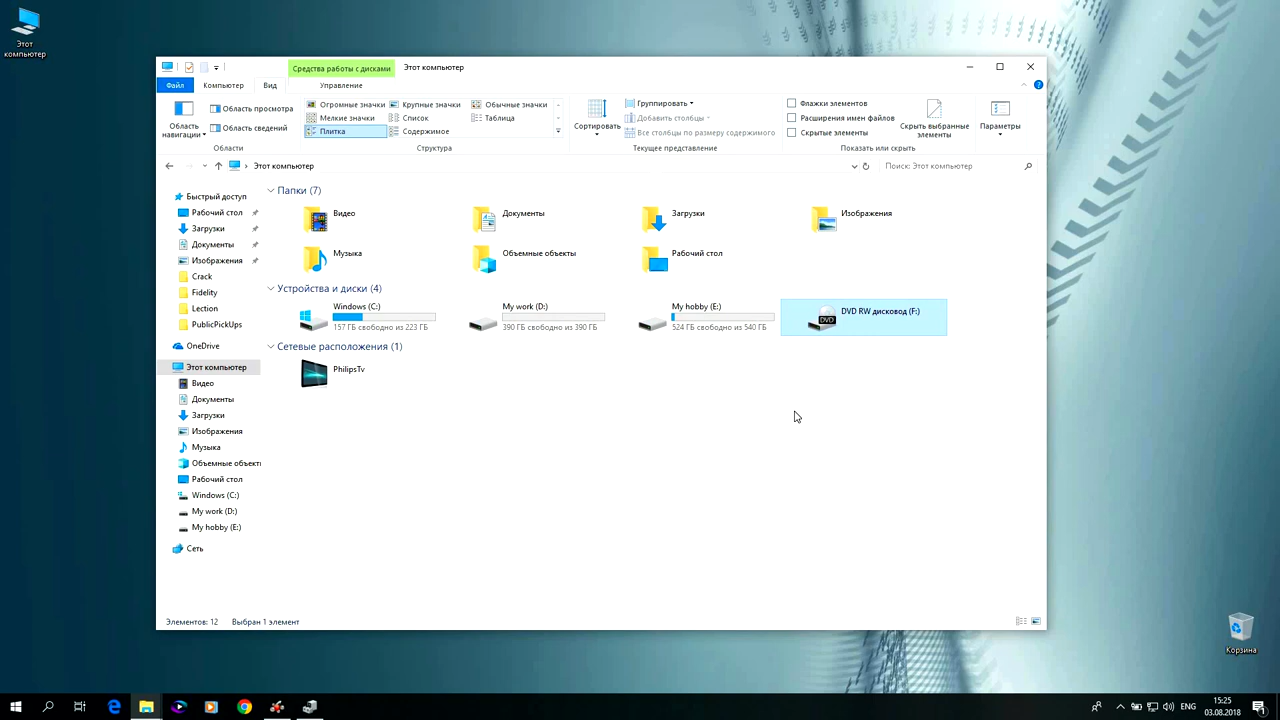 Этот
компьютер
Средства работы с дисками
Этот компьютер
Файл
Компьютер
Вид
Управление
Область
навигации
Область просмотра
Область сведений
Области
Огромные значки
Крупные значки
Обычные значки
Мелкие значки
Список
Таблица
Плитка
Содержимое
Структура
Сортировать
Группировать
Добавить столбцы
Все столбцы по размеру содержимого
Текущее представление
Флажки элементов
Расширения имен файлов
Скрытые элементы
Скрыть выбранные
элементы
Показать или скрыть
Параметры
Этот компьютер
Поиск: Этот компьютер
Быстрый доступ
Рабочий стол
Загрузки
Документы
Изображения
Crack
Fidelity
Lection
PublicPickUps
OneDrive
Этот компьютер
Видео
Документы
Загрузки
Изображения
Музыка
Объемные объекты
Рабочий стол
Windows (C:)
My work (D:)
My hobby (E:)
Сеть
Папки (7)
Видео
Документы
Загрузки
Изображения
Музыка
Объемные объекты
Рабочий стол
Устройства и диски (4)
Windows (C:)
157 ГБ свободно из 223 ГБ
My work (D:)
390 ГБ свободно из 390 ГБ
My hobby (E:)
524 ГБ свободно из 540 ГБ
DVD
DVD RW дисковод (F:)
Сетевые расположения (1)
PhilipsTv
Элементов: 12
Выбран 1 элемент
Корзина
ENG
15:25
03.08.2018